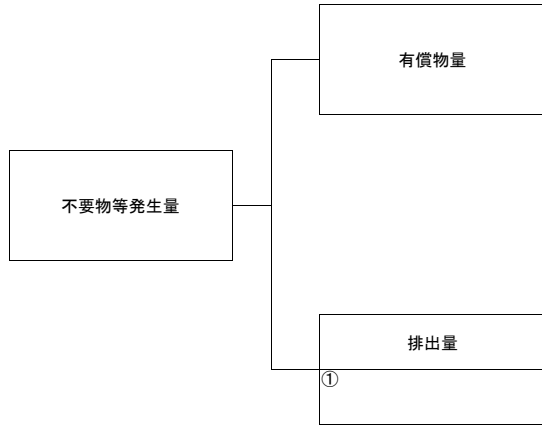 有償物量
不要物等発生量
排出量
①